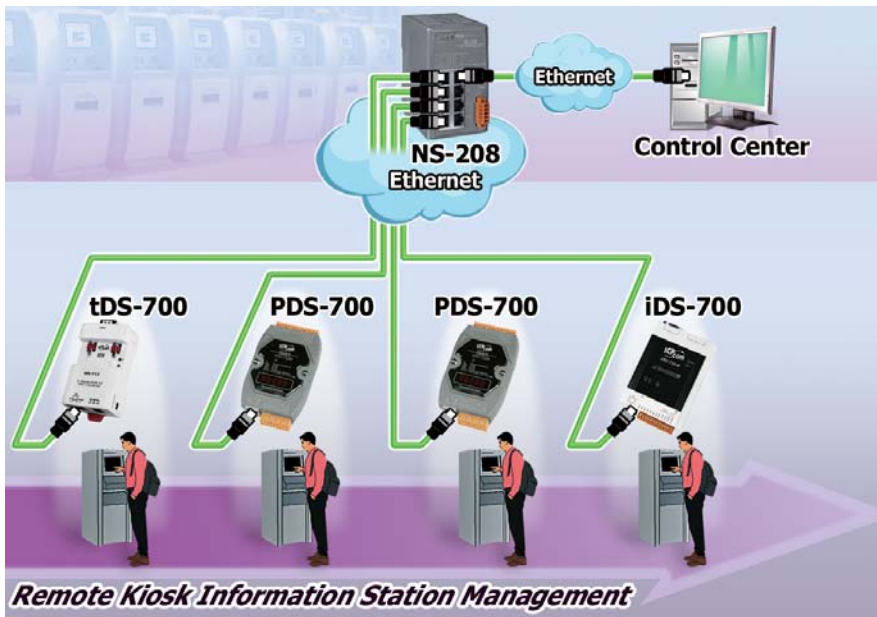 Ethernet
NS-208
Control Center
Ethernet
tDS-700
PDS-700
PDS-700
iDS-700
Remote Kiosk Information Station Management